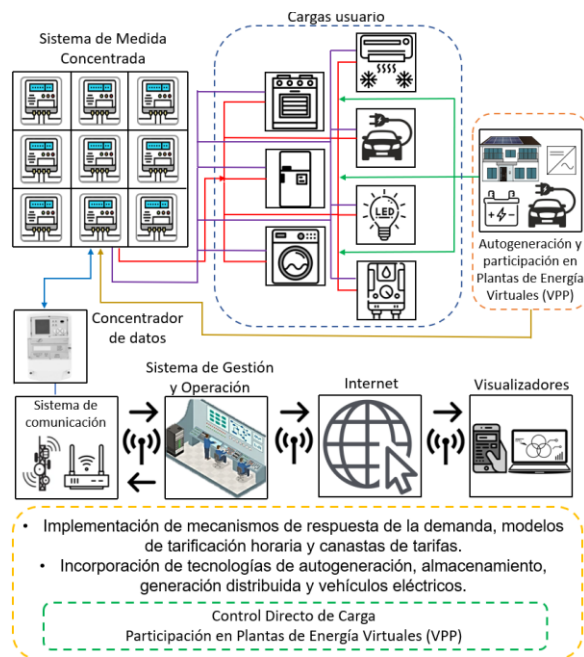 Cargas usuario
Sistema de Medida
Concentrada
LED
Autogeneración y
participación en
Plantas de Energía
Virtuales (VPP)
Concentrador
de datos
Sistema de
comunicación
Sistema de Gestión
y Operación
Internet
Visualizadores
• Implementación de mecanismos de respuesta de la demanda, modelos
de tarificación horaria y canastas de tarifas.
• Incorporación de tecnologías de autogeneración, almacenamiento,
generación distribuida y vehículos eléctricos.
Control Directo de Carga
Participación en Plantas de Energía Virtuales (VPP)